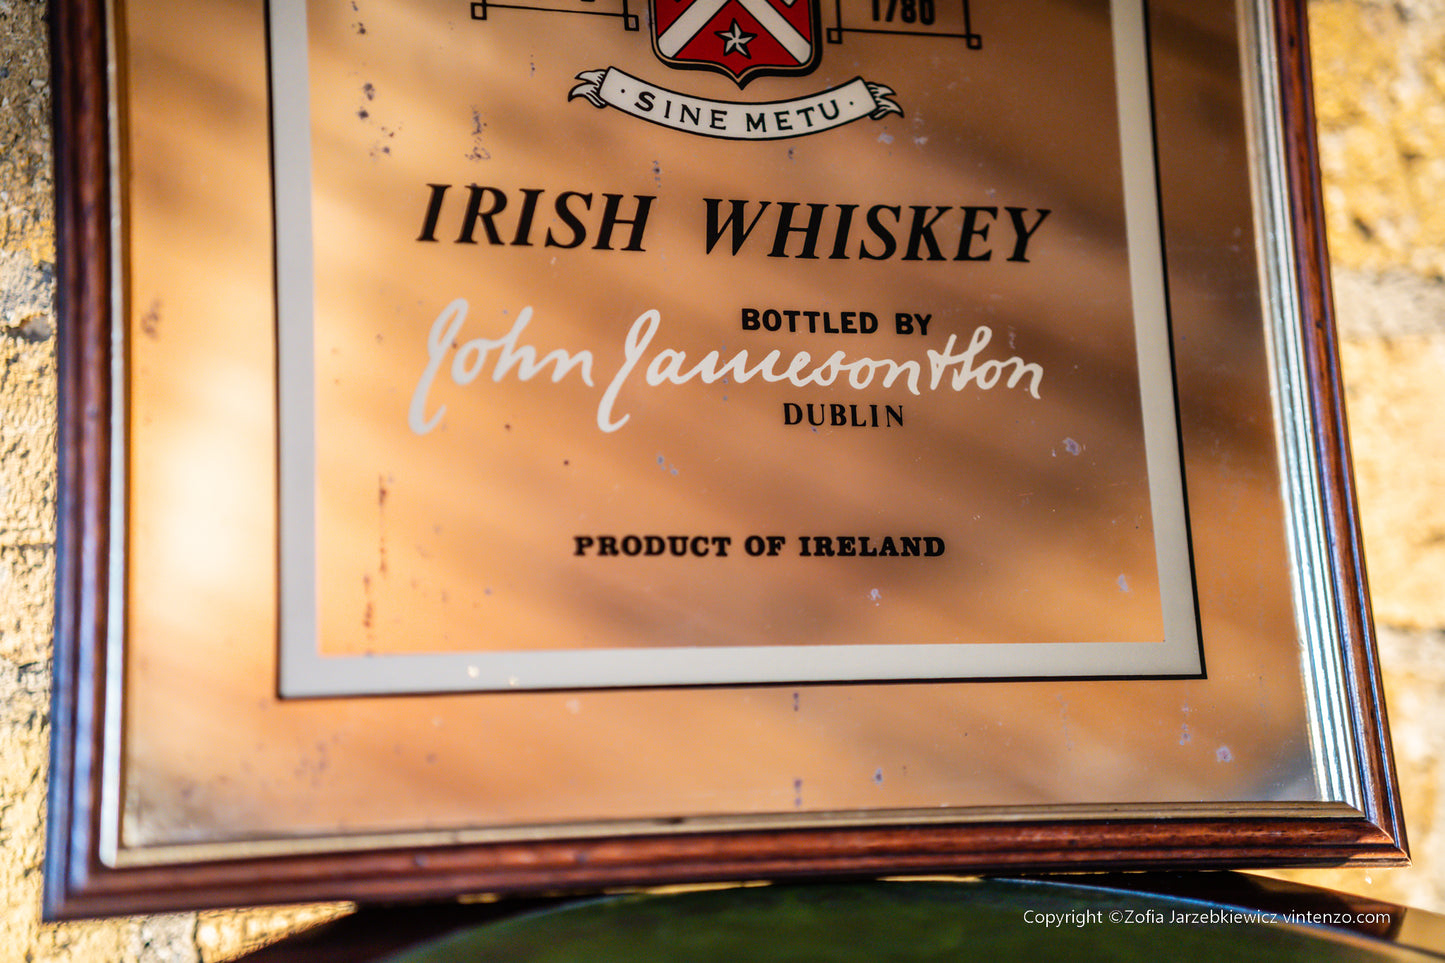 1780
SINE METU
IRISH WHISKEY
BOTTLED BY
John Jameson & Son
DUBLIN
PRODUCT OF IRELAND
Copyright ©Zofia Jarzebkiewicz vintenzo.com